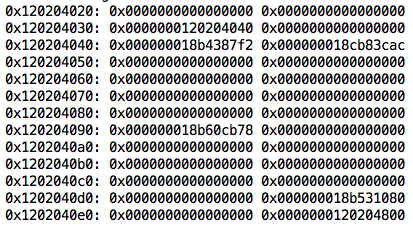 0x120204020: 0x0000000000000000 0x0000000000000000
0x120204030: 0x0000000120204040 0x0000000000000000
0x120204040: 0x000000018b4387f2 0x000000018cb83cac
0x120204050: 0x0000000000000000 0x0000000000000000
0x120204060: 0x0000000000000000 0x0000000000000000
0x120204070: 0x0000000000000000 0x0000000000000000
0x120204080: 0x0000000000000000 0x0000000000000000
0x120204090: 0x000000018b60cb78 0x0000000000000000
0x1202040a0: 0x0000000000000000 0x0000000000000000
0x1202040b0: 0x0000000000000000 0x0000000000000000
0x1202040c0: 0x0000000000000000 0x0000000000000000
0x1202040d0: 0x0000000000000000 0x000000018b531080
0x1202040e0: 0x0000000000000000 0x0000000120204800